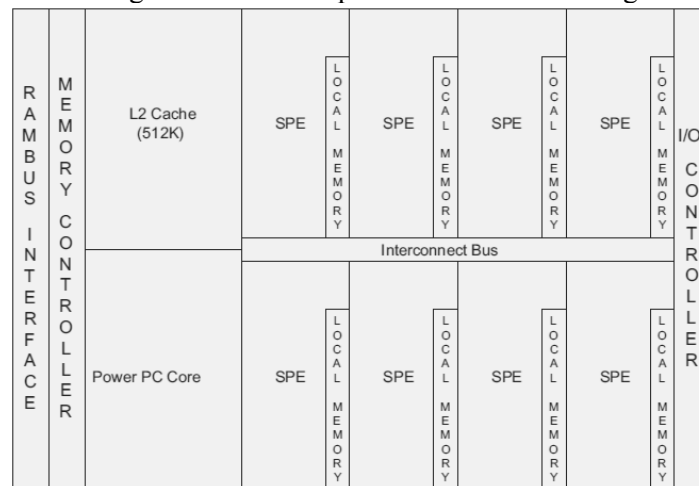 RAMBUS INTERFACE
MEMORY CONTROLLER
L2 Cache
(512K)
SPE
LOCAL MEMORY
SPE
LOCAL MEMORY
SPE
LOCAL MEMORY
SPE
LOCAL MEMORY
I/O CONTROLLER
Interconnect Bus
Power PC Core
SPE
LOCAL MEMORY
SPE
LOCAL MEMORY
SPE
LOCAL MEMORY
SPE
LOCAL MEMORY